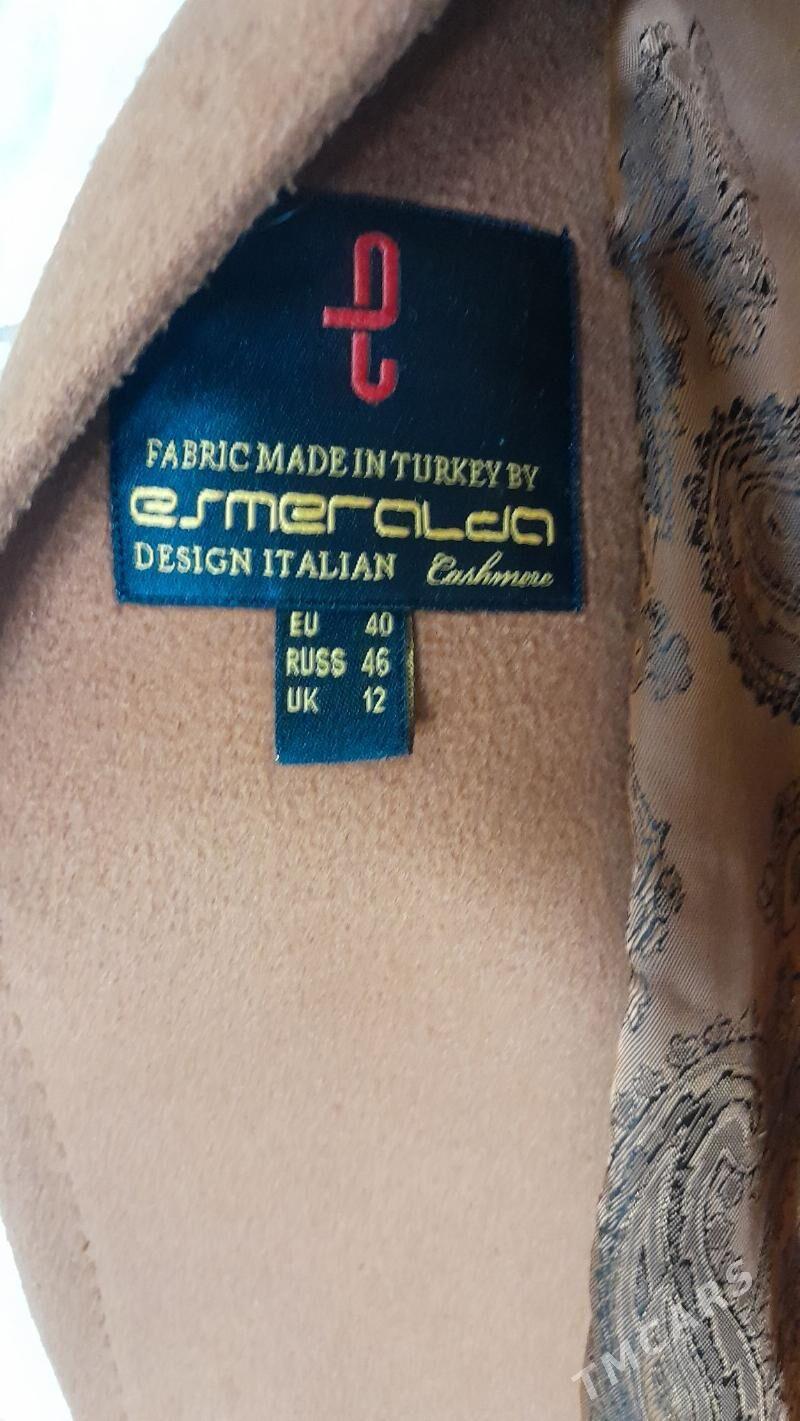 FABRIC MADE IN TURKEY BY
esmeralda
DESIGN ITALIAN Cashmere
EU 40
RUSS 46
UK 12
TMCARS